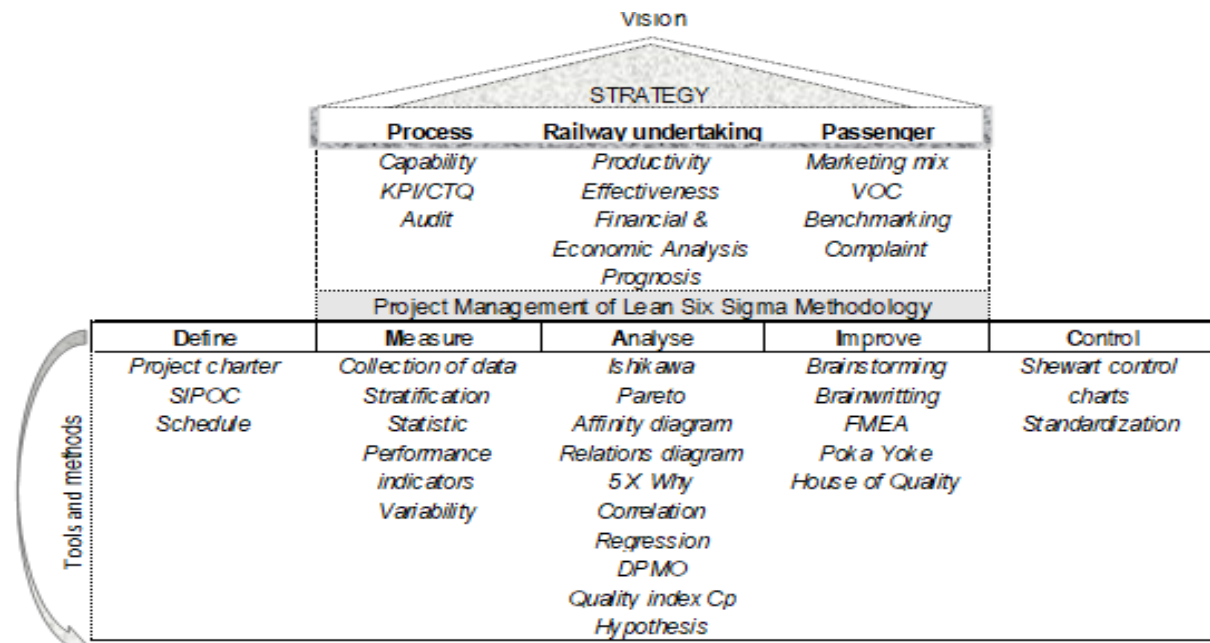 Vision
STRATEGY
Process Railway undertaking Passenger
Capability Productivity Marketing mix
KPI/CTQ Effectiveness VOC
Audit Financial & Benchmarking
Economic Analysis Complaint
Prognosis
Project Management of Lean Six Sigma Methodology
Define Measure Analyse Improve Control
Project charter Collection of data Ishikawa Brainstorming Shewart control
SIPOC Stratification Pareto Brainwritting charts
Schedule Statistic Affinity diagram FMEA Standardization
Performance Relations diagram Poka Yoke
indicators 5 X Why House of Quality
Variability Correlation
Regression
DPMO
Quality index Cp
Hypothesis
Tools and methods